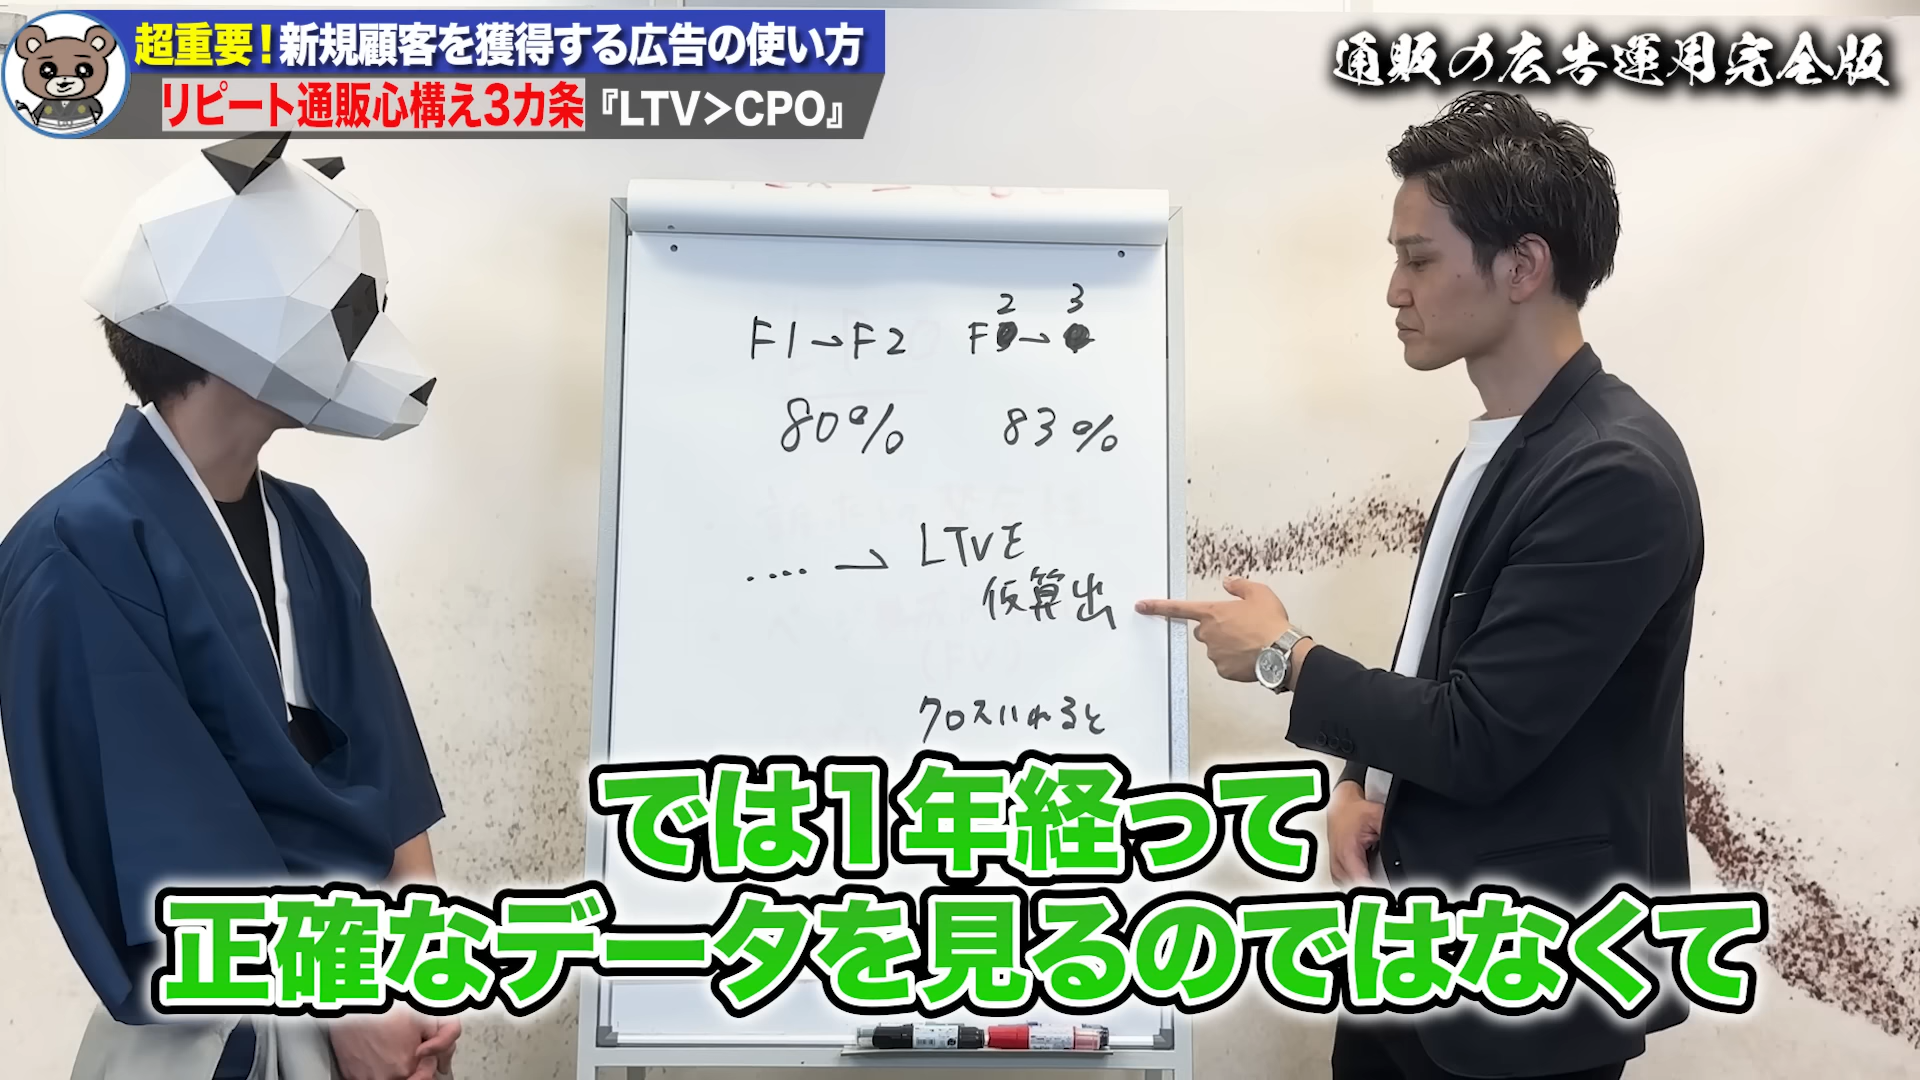 超重要！新規顧客を獲得する広告の使い方
リピート通販心構え3カ条『LTV＞CPO』
通販の広告運用完全版
F1→F2 F2→3
80% 83%
····→LTVを
仮算出
クロスいれると
では1年経って
正確なデータを見るのではなくて